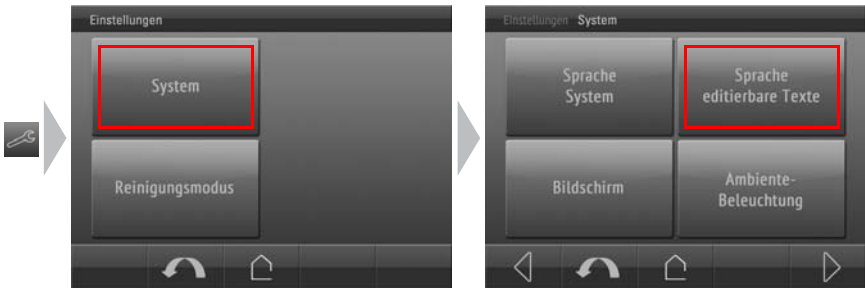 Einstellungen
System
Reinigungsmodus
Einstellungen System
Sprache
System
Sprache
editierbare Texte
Bildschirm
Ambiente-
Beleuchtung